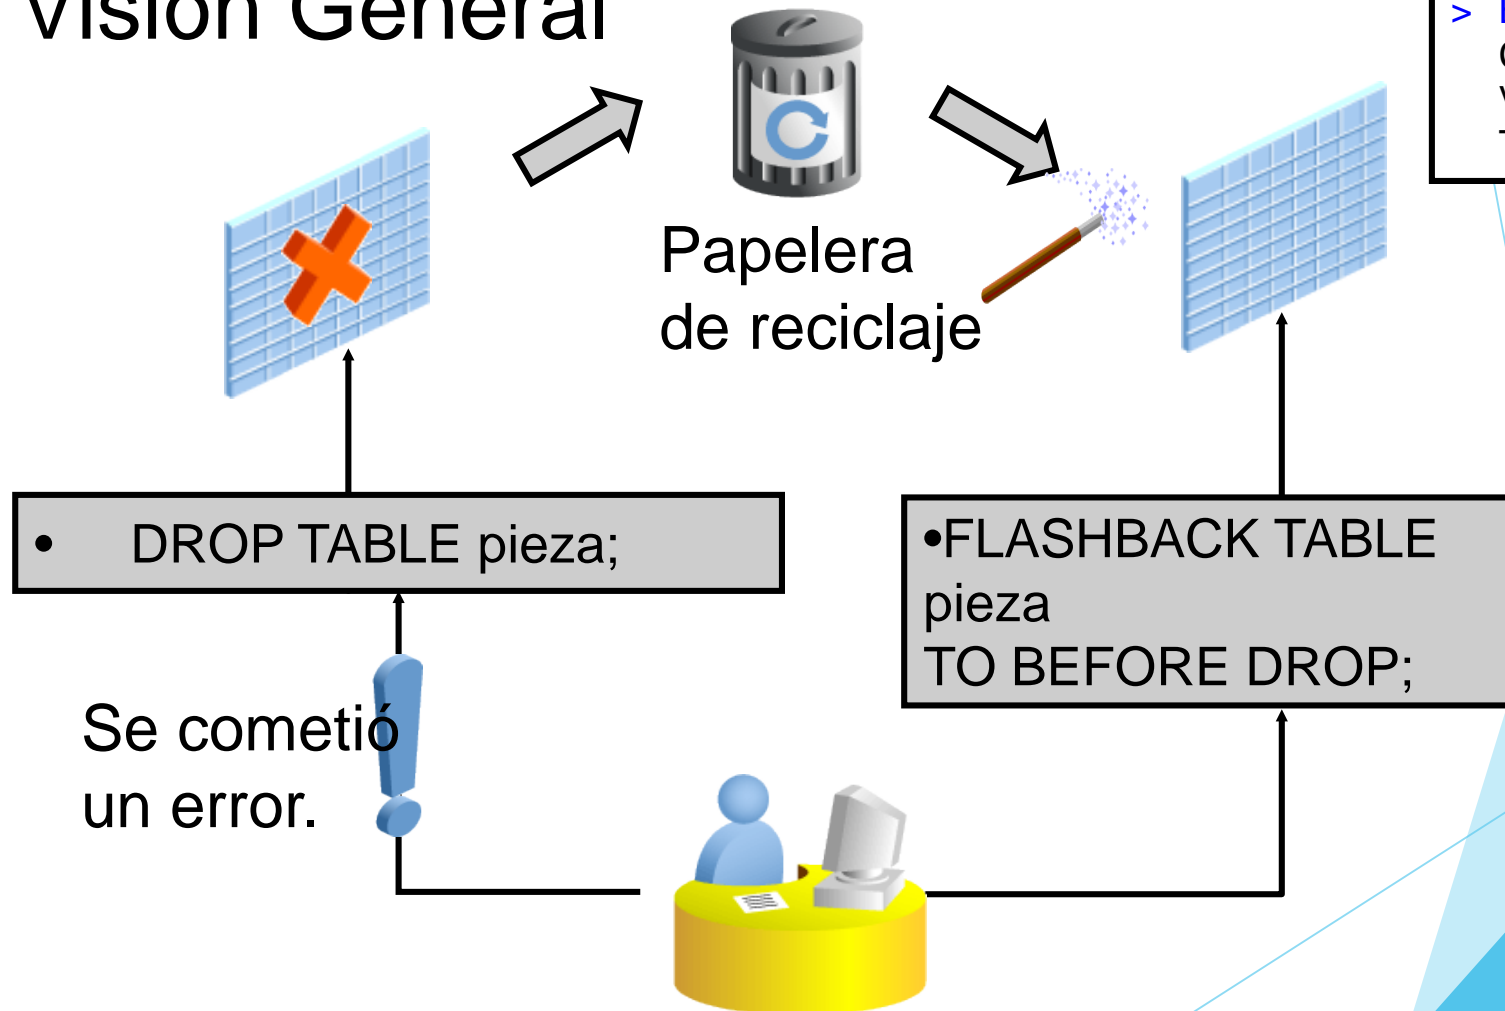 Visión General
>
Papelera
de reciclaje
• DROP TABLE pieza;
•FLASHBACK TABLE
pieza
TO BEFORE DROP;
Se cometió
un error.